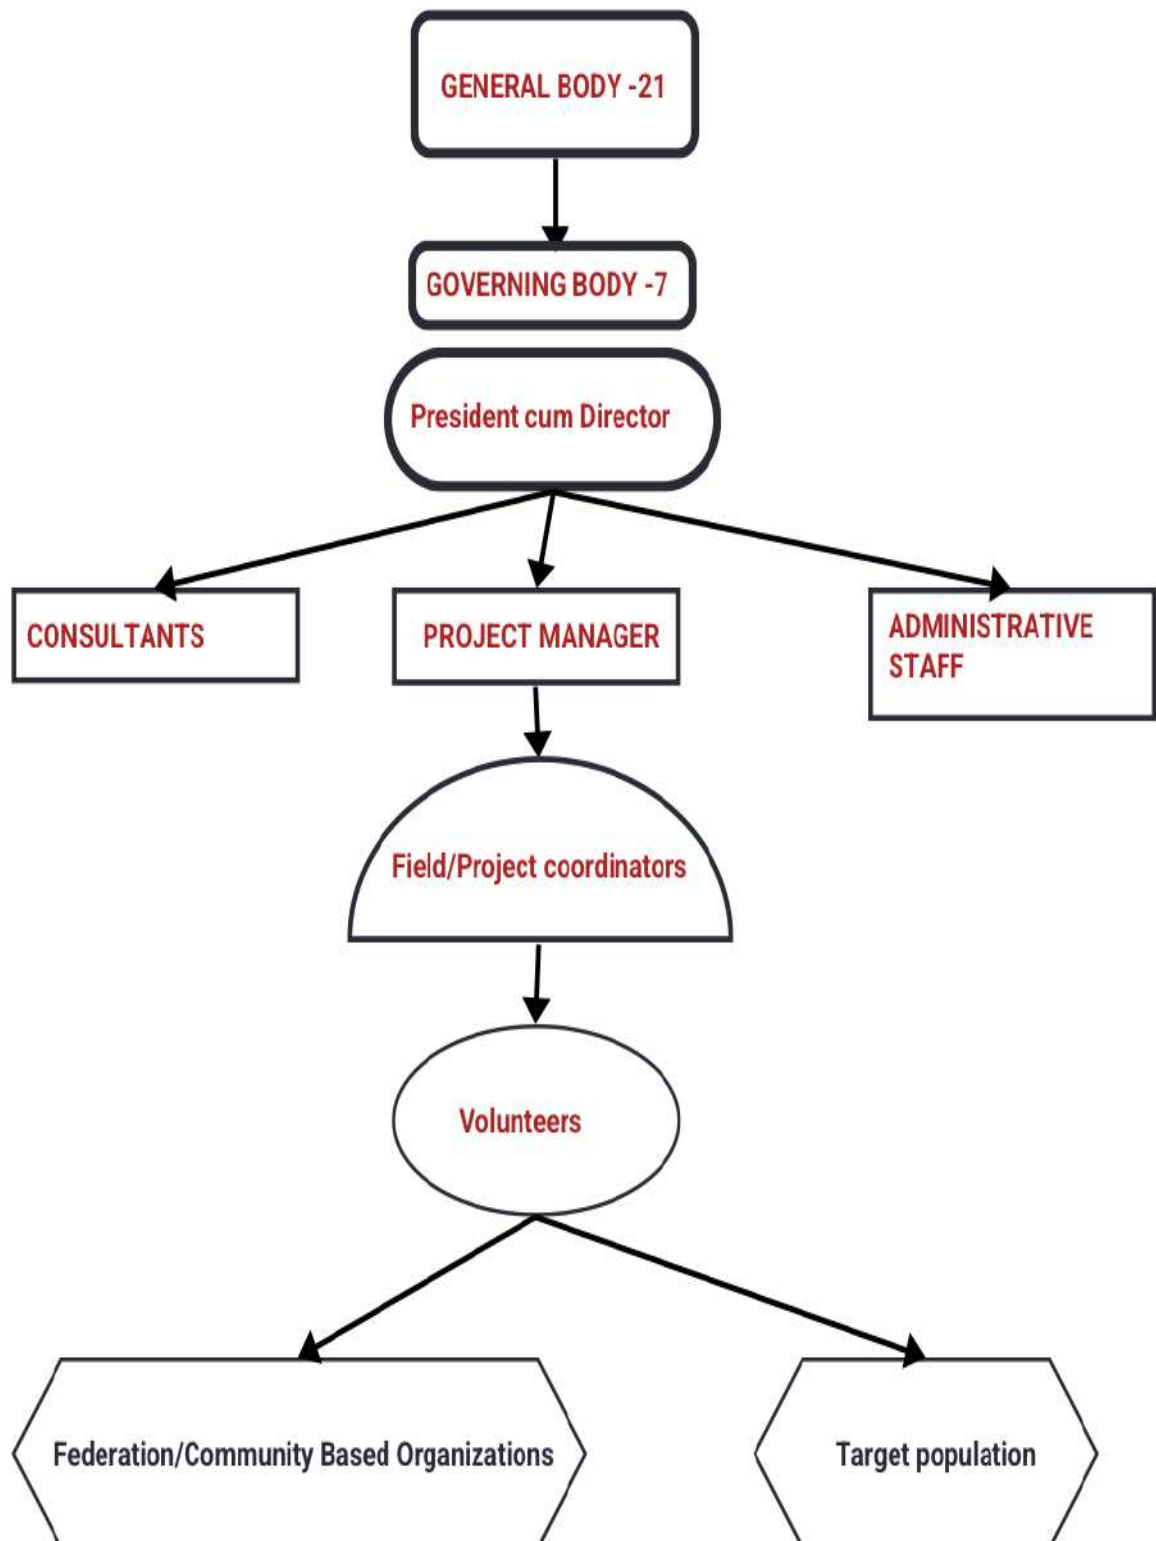 GENERAL BODY -21
GOVERNING BODY -7
President cum Director
CONSULTANTS
PROJECT MANAGER
ADMINISTRATIVE
STAFF
Field/Project coordinators
Volunteers
Federation/Community Based Organizations
Target population